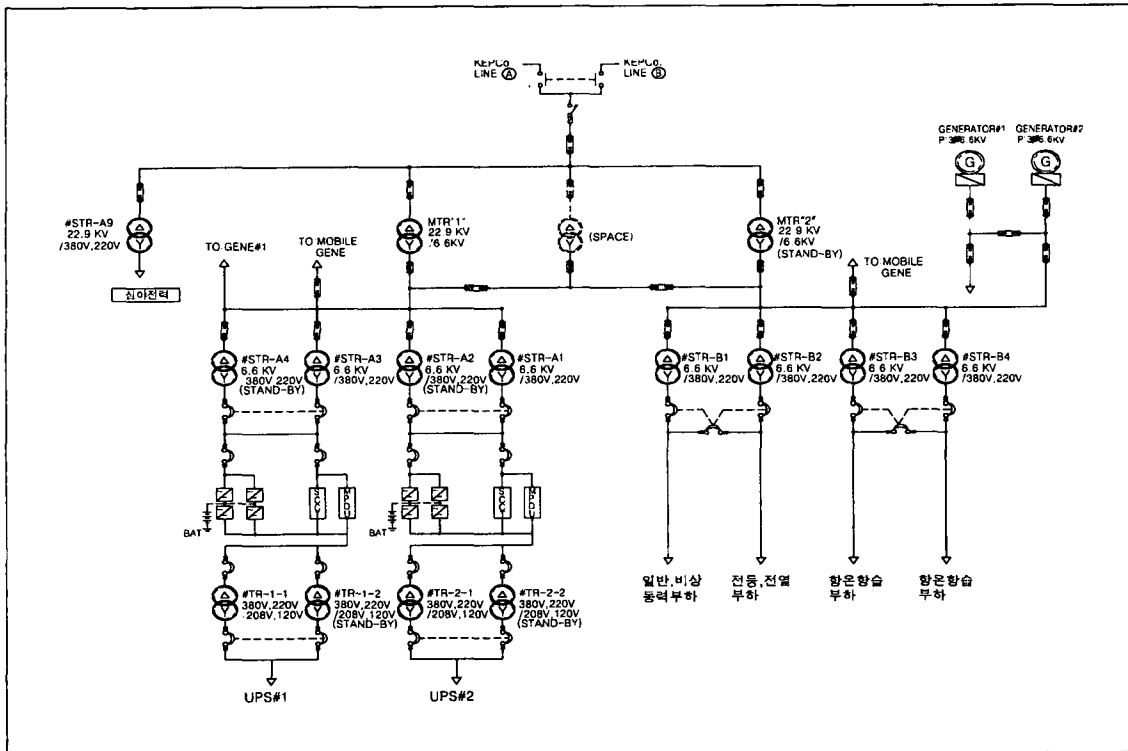 KEPCo.
LINE Ⓐ
KEPCo.
LINE Ⓑ
GENERATOR#1
GENERATOR#2
G
G
#STR-A9
22.9 KV
/380V,220V
심야전력
MTR"1"
22.9 KV
/6.6KV
(SPACE)
MTR"2"
22.9 KV
/6.6KV
(STAND-BY)
TO GENE#1
TO MOBILE
GENE
TO MOBILE
GENE
#STR-A4
6.6 KV
380V,220V
(STAND-BY)
#STR-A3
6.6 KV
/380V,220V
#STR-A2
6.6 KV
/380V,220V
(STAND-BY)
#STR-A1
6.6 KV
/380V,220V
#STR-B1
6.6 KV
/380V,220V
#STR-B2
6.6 KV
/380V,220V
#STR-B3
6.6 KV
/380V,220V
#STR-B4
6.6 KV
/380V,220V
BAT
MPDU
BAT
MPDU
#TR-1-1
380V,220V
/208V,120V
#TR-1-2
380V,220V
/208V,120V
(STAND-BY)
#TR-2-1
380V,220V
/208V,120V
#TR-2-2
380V,220V
/208V,120V
(STAND-BY)
UPS#1
UPS#2
일반,비상
동력부하
전등,전열
부하
항온항습
부하
항온항습
부하